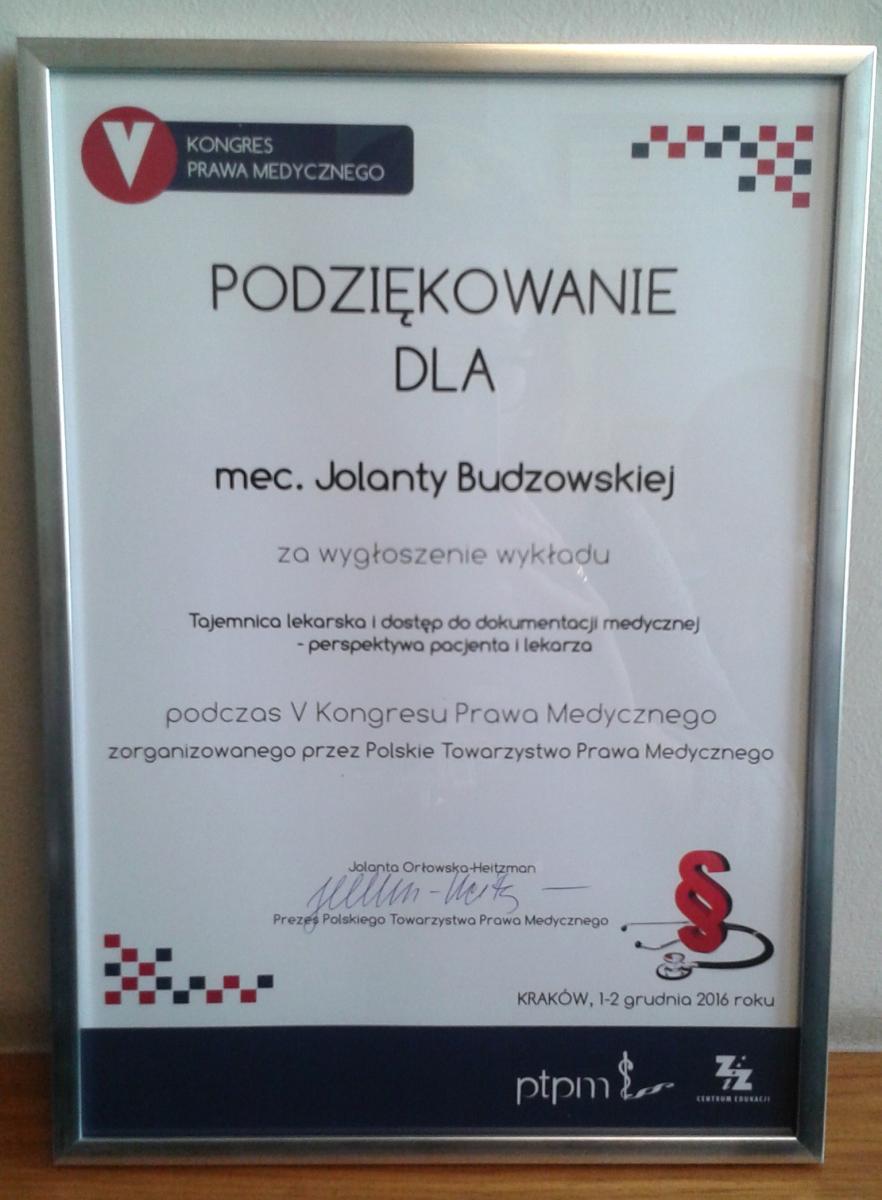 V
KONGRES
PRAWA MEDYCZNEGO
PODZIĘKOWANIE
DLA
mec. Jolanty Budzowskiej
za wygłoszenie wykładu
Tajemnica lekarska i dostęp do dokumentacji medycznej
- perspektywa pacjenta i lekarza
podczas V Kongresu Prawa Medycznego
zorganizowanego przez Polskie Towarzystwo Prawa Medycznego
Jolanta Orłowska-Heitzman
Prezes Polskiego Towarzystwa Prawa Medycznego
§
KRAKÓW, 1-2 grudnia 2016 roku
ptpm
ZiZ
CENTRUM EDUKACJI